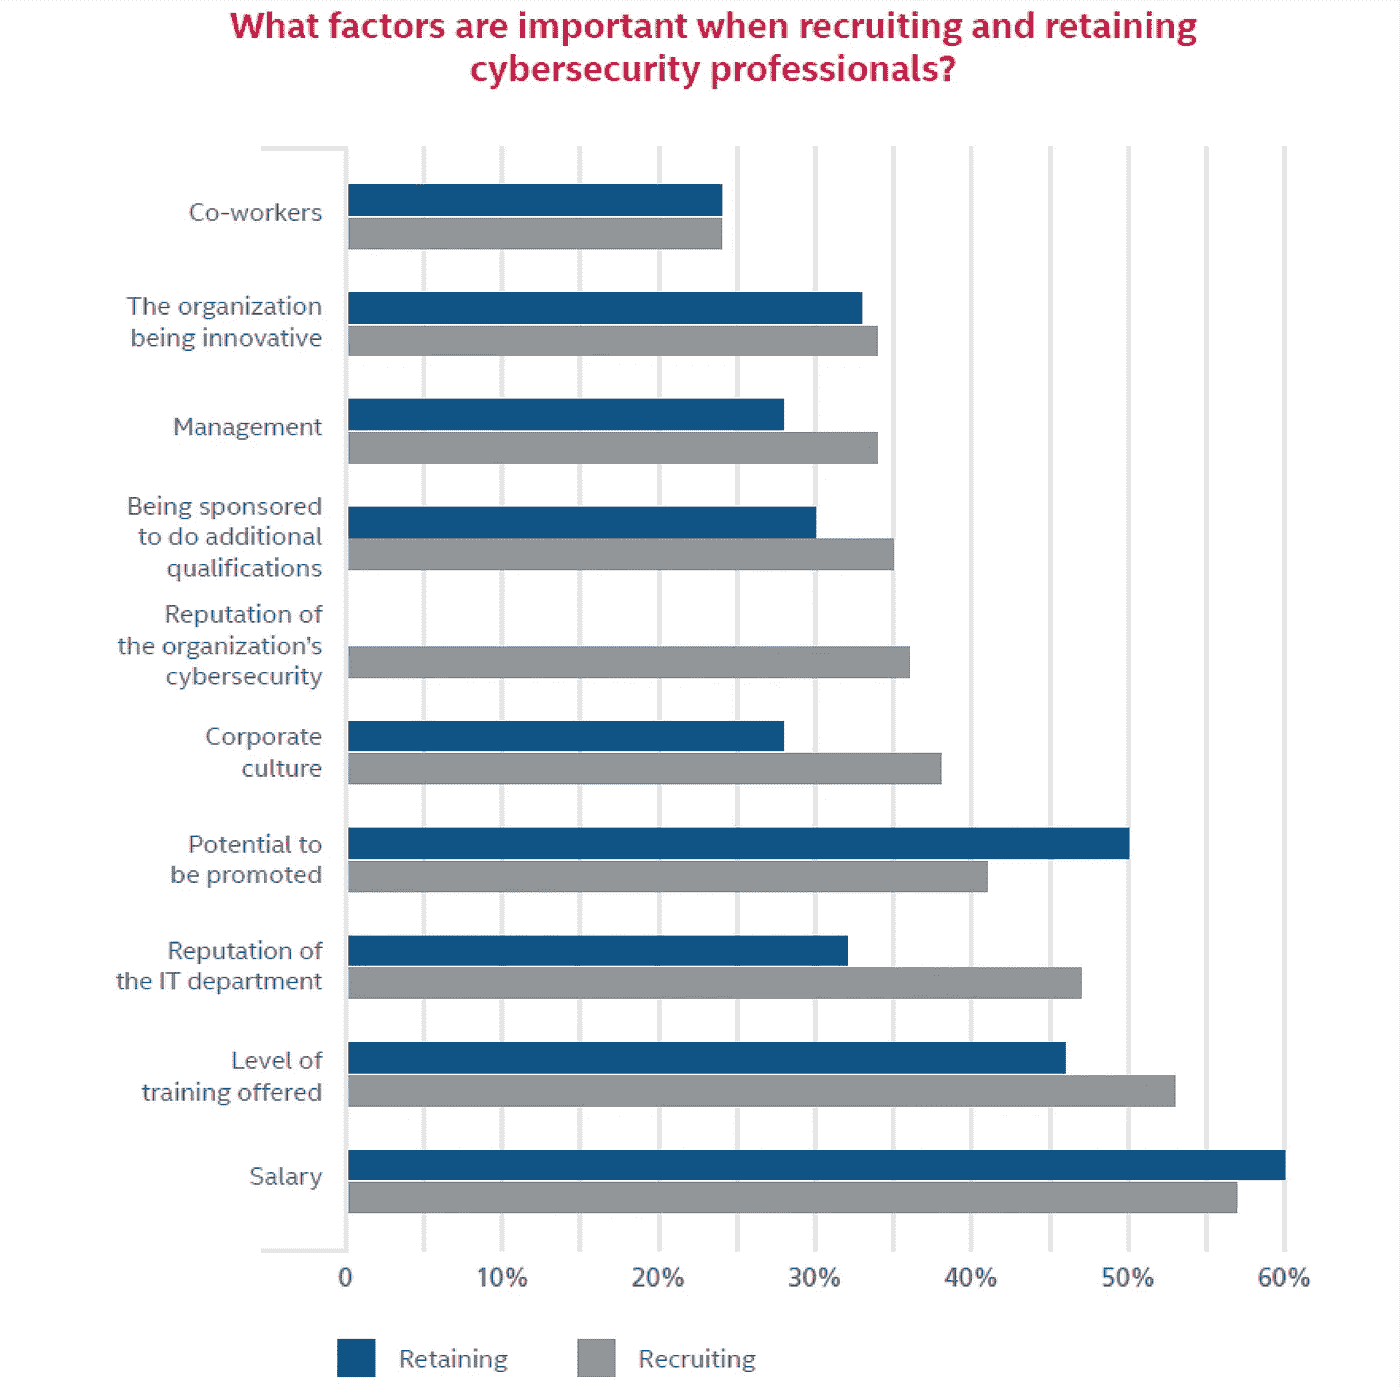 What factors are important when recruiting and retaining
cybersecurity professionals?
Co-workers
The organization
being innovative
Management
Being sponsored
to do additional
qualifications
Reputation of
the organization's
cybersecurity
Corporate
culture
Potential to
be promoted
Reputation of
the IT department
Level of
training offered
Salary
0 10% 20% 30% 40% 50% 60%
Retaining Recruiting